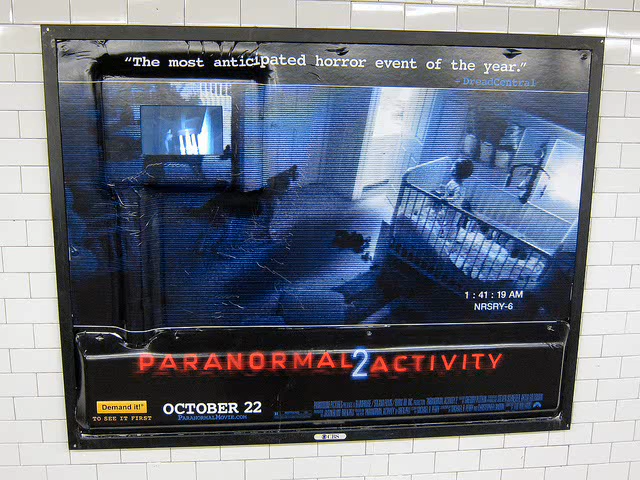 "The most anticipated horror event of the year."
- DreadCentral
1 : 41 : 19 AM
NRSRY-6
PARANORMAL 2 ACTIVITY
Demand it!
TO SEE IT FIRST
OCTOBER 22
PARANORMALMOVIE.COM
CBS